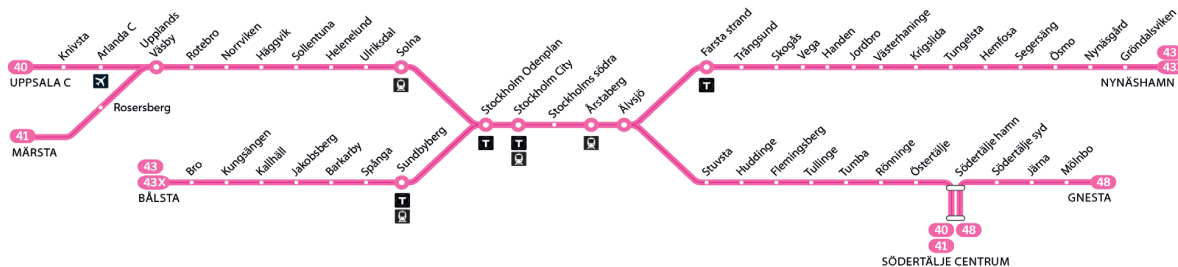 40
UPPSALA C
Knivsta
Arlanda C
Upplands
Väsby
Rotebro
Norrviken
Häggvik
Sollentuna
Helenelund
Ulriksdal
Solna
Rosersberg
41
MÄRSTA
43
43X
BÅLSTA
Bro
Kungsängen
Kallhäll
Jakobsberg
Barkarby
Spånga
Sundbyberg
T
Stockholm Odenplan
T
Stockholm City
T
Stockholms södra
Årstaberg
Älvsjö
Farsta strand
T
Trångsund
Skogås
Vega
Handen
Jordbro
Västerhaninge
Krigslida
Tungelsta
Hemfosa
Segersäng
Ösmo
Nynäsgård
Gröndalsviken
43
43X
NYNÄSHAMN
Stuvsta
Huddinge
Flemingsberg
Tullinge
Tumba
Rönninge
Östertälje
Södertälje hamn
Södertälje syd
Järna
Mölnbo
48
GNESTA
40 48
41
SÖDERTÄLJE CENTRUM